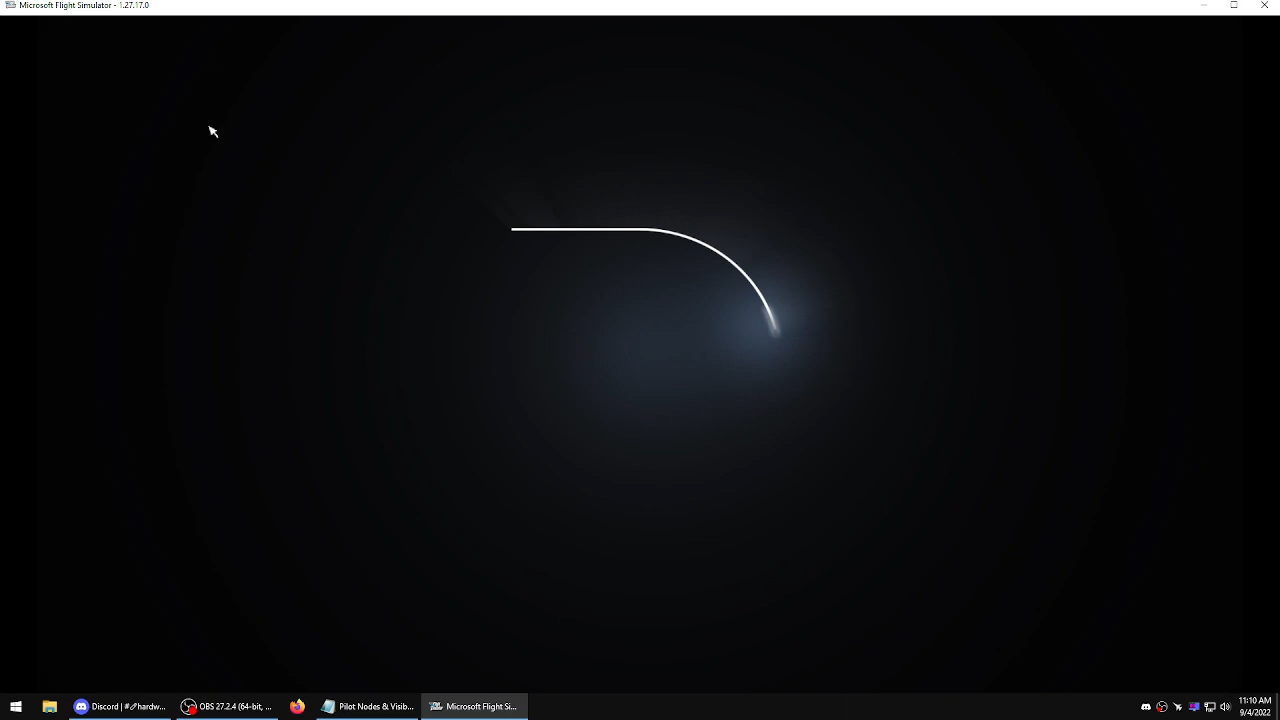 Microsoft Flight Simulator - 1.27.17.0
Discord | #🖊hardw...
OBS 27.2.4 (64-bit, ...
Pilot Nodes & Visib...
Microsoft Flight Si...
11:10 AM
9/4/2022